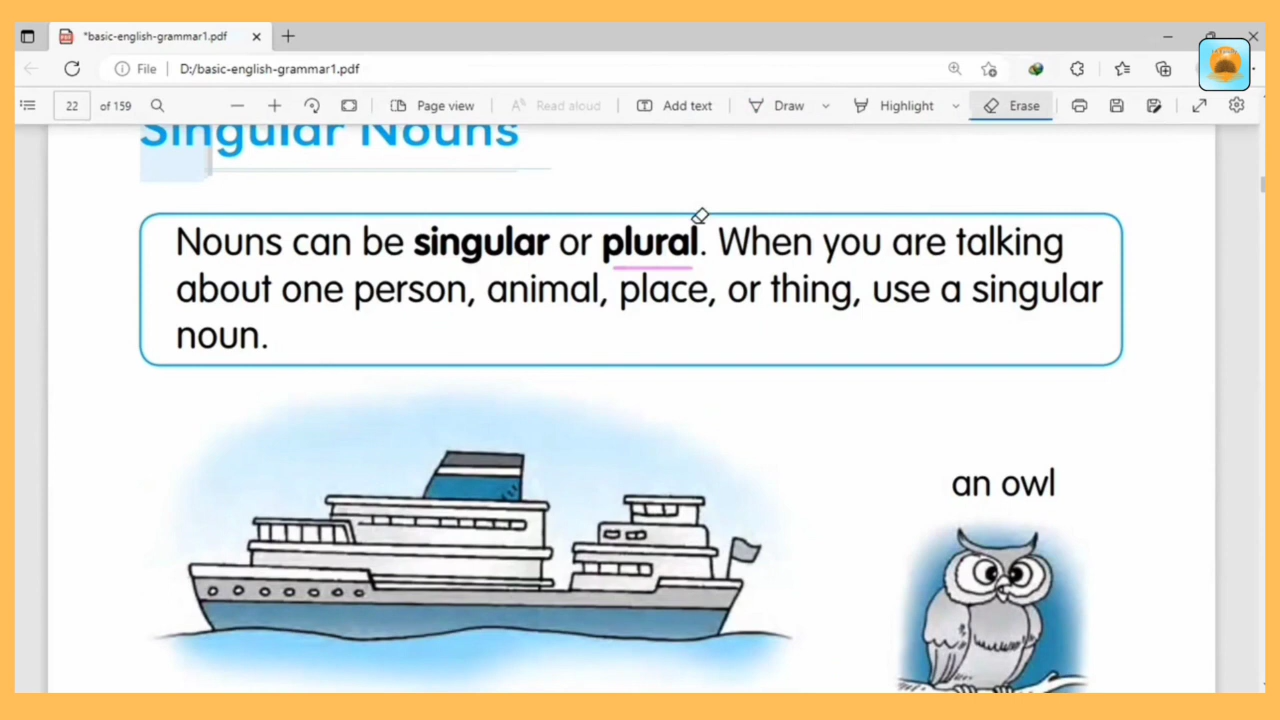 *basic-english-grammar1.pdf
File D:/basic-english-grammar1.pdf
22 of 159 Page view Read aloud Add text Draw Highlight Erase
Singular Nouns
Nouns can be singular or plural. When you are talking
about one person, animal, place, or thing, use a singular
noun.
an owl